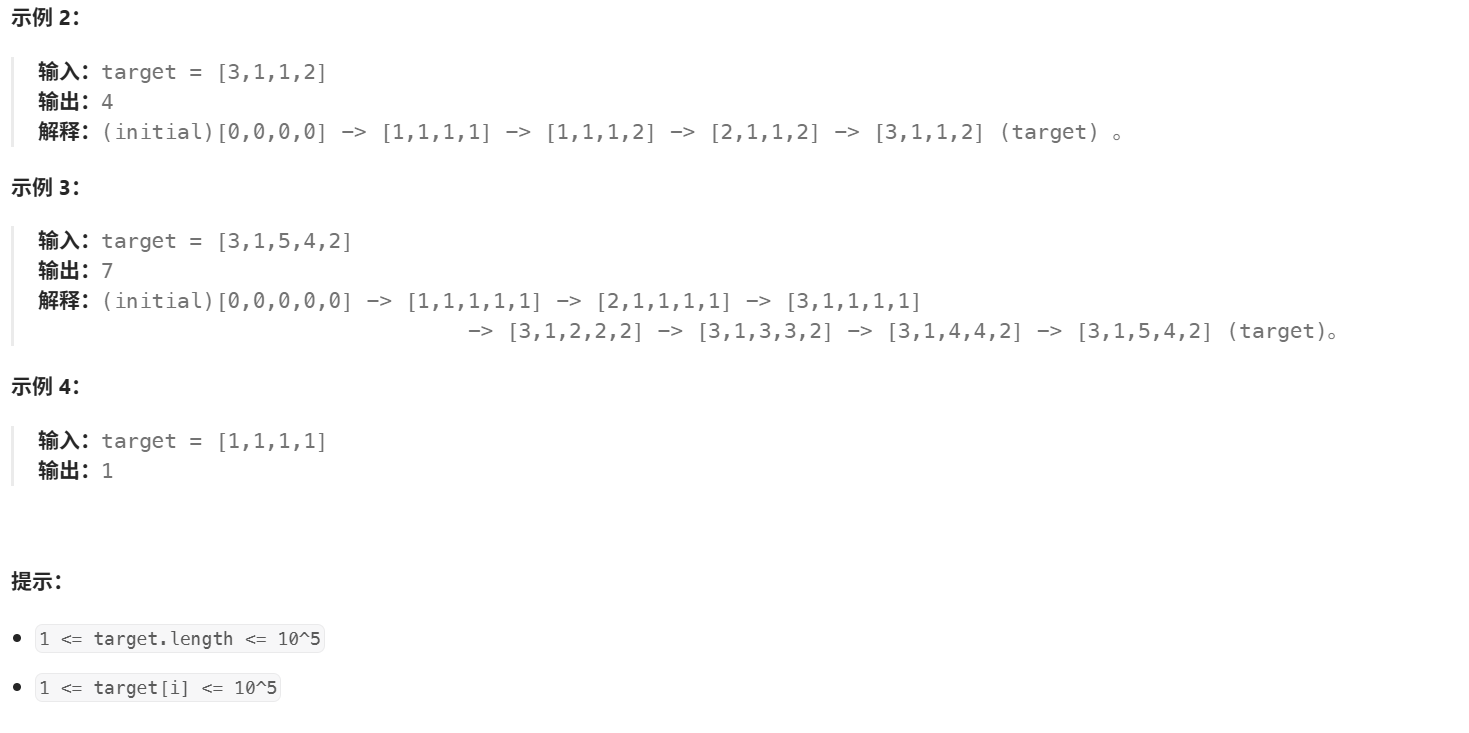 示例 2：
输入：target = [3,1,1,2]
输出：4
解释：(initial)[0,0,0,0] -> [1,1,1,1] -> [1,1,1,2] -> [2,1,1,2] -> [3,1,1,2] (target) 。
示例 3：
输入：target = [3,1,5,4,2]
输出：7
解释：(initial)[0,0,0,0,0] -> [1,1,1,1,1] -> [2,1,1,1,1] -> [3,1,1,1,1]
-> [3,1,2,2,2] -> [3,1,3,3,2] -> [3,1,4,4,2] -> [3,1,5,4,2] (target)。
示例 4：
输入：target = [1,1,1,1]
输出：1
提示：
1 <= target.length <= 10^5
1 <= target[i] <= 10^5